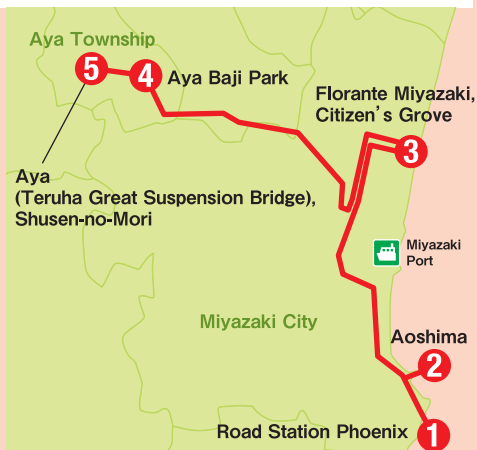 Aya Township
5
4
Aya Baji Park
Florante Miyazaki,
Citizen's Grove
3
Aya
(Teruha Great Suspension Bridge),
Shusen-no-Mori
Miyazaki
Port
Miyazaki City
Aoshima
2
Road Station Phoenix
1